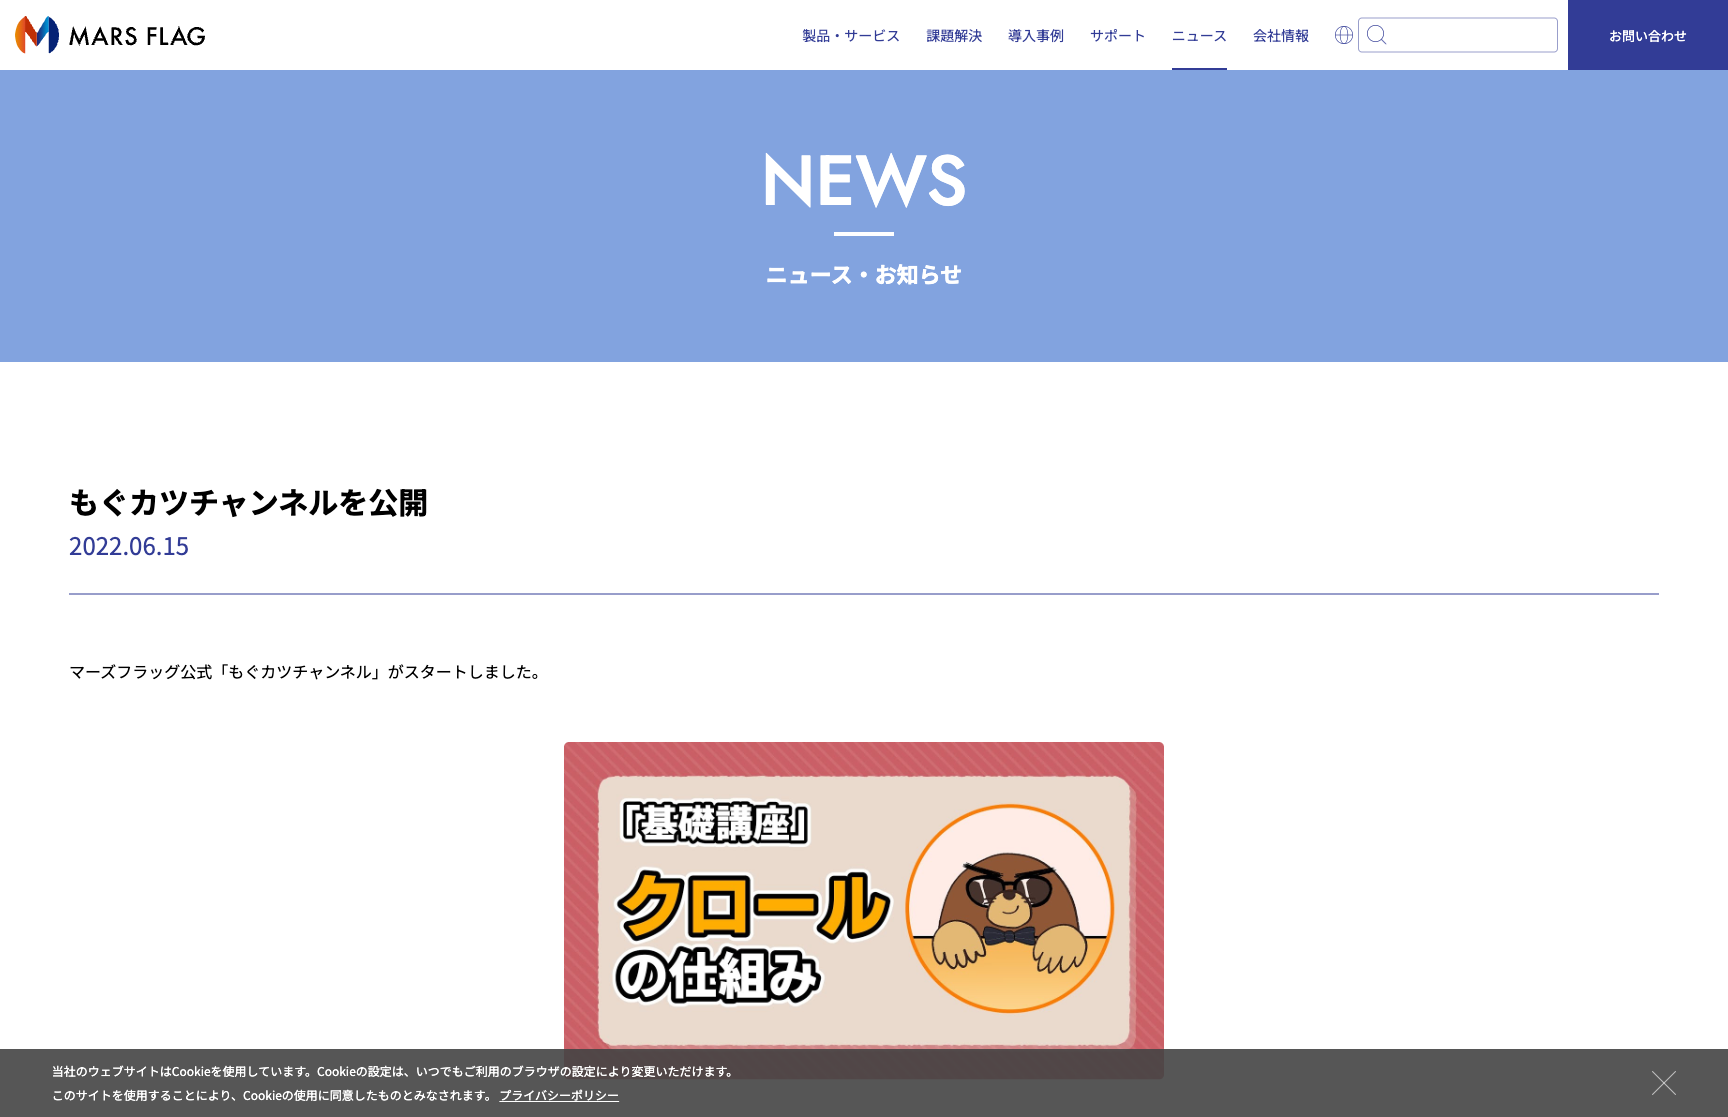 MARS FLAG
製品・サービス
課題解決
導入事例
サポート
ニュース
会社情報
お問い合わせ
NEWS
ニュース・お知らせ
もぐカツチャンネルを公開
2022.06.15
マーズフラッグ公式「もぐカツチャンネル」がスタートしました。
「基礎講座」
クロール
の仕組み
当社のウェブサイトはCookieを使用しています。Cookieの設定は、いつでもご利用のブラウザの設定により変更いただけます。
このサイトを使用することにより、Cookieの使用に同意したものとみなされます。 プライバシーポリシー